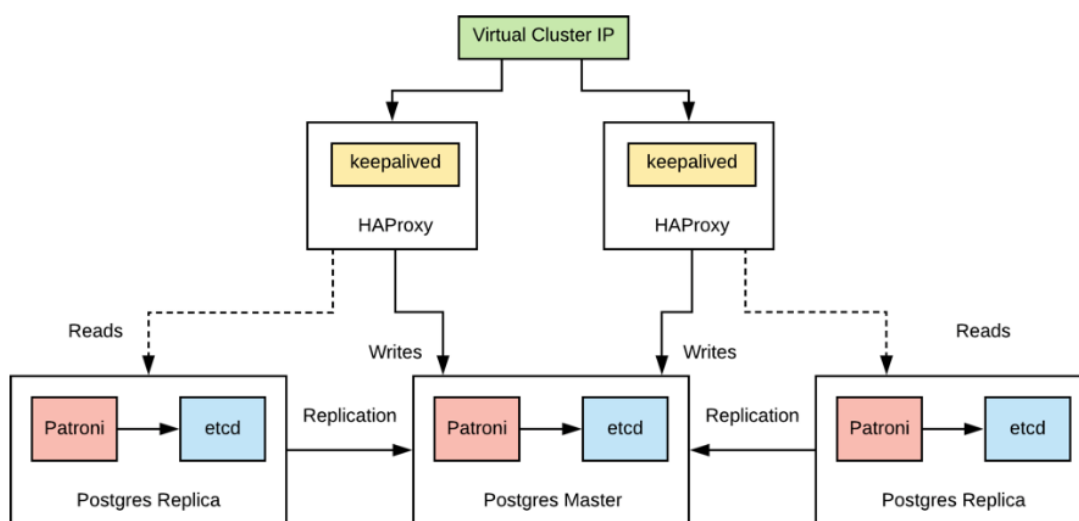 Virtual Cluster IP
keepalived
keepalived
HAProxy
HAProxy
Reads
Reads
Writes
Writes
Patroni
etcd
Replication
Patroni
etcd
Replication
Patroni
etcd
Postgres Replica
Postgres Master
Postgres Replica